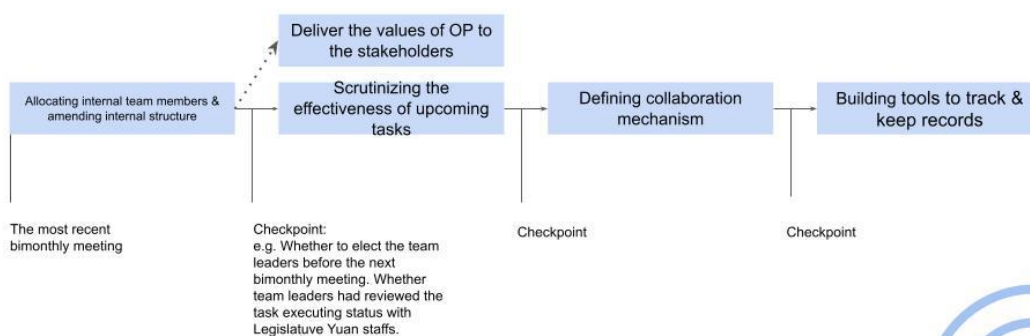 Deliver the values of OP to
the stakeholders
Allocating internal team members &
amending internal structure
Scrutinizing the
effectiveness of upcoming
tasks
Defining collaboration
mechanism
Building tools to track &
keep records
The most recent
bimonthly meeting
Checkpoint:
e.g. Whether to elect the team
leaders before the next
bimonthly meeting. Whether
team leaders had reviewed the
task executing status with
Legislatuve Yuan staffs.
Checkpoint
Checkpoint